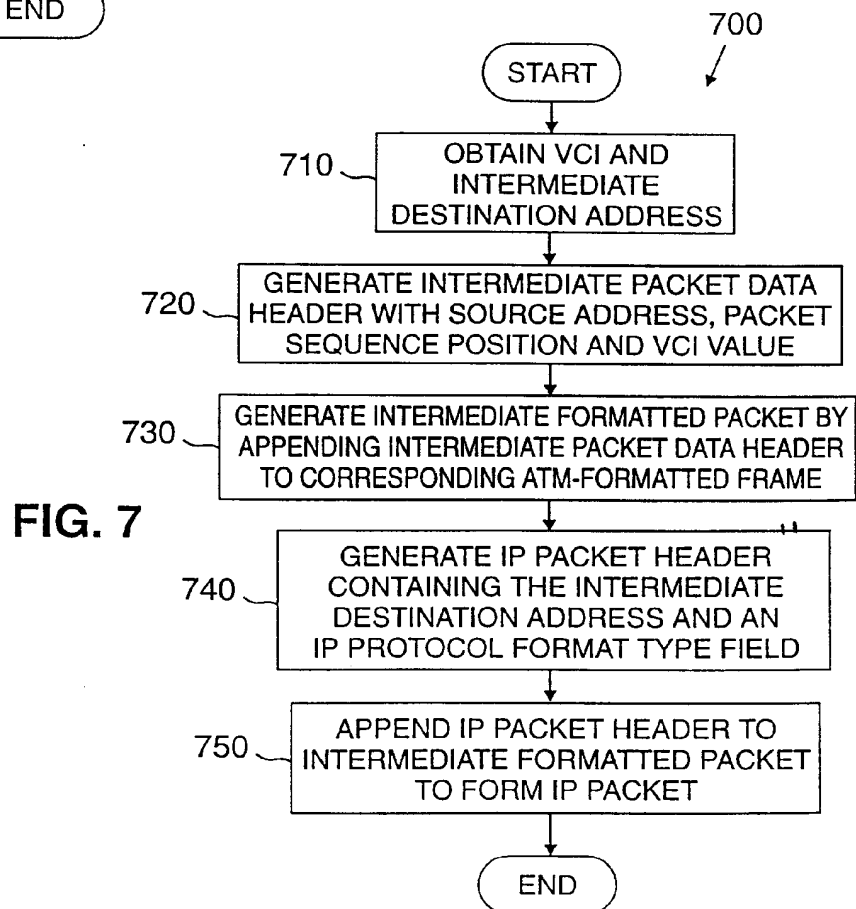 END
700
START
710
OBTAIN VCI AND
INTERMEDIATE
DESTINATION ADDRESS
720
GENERATE INTERMEDIATE PACKET DATA
HEADER WITH SOURCE ADDRESS, PACKET
SEQUENCE POSITION AND VCI VALUE
730
GENERATE INTERMEDIATE FORMATTED PACKET BY
APPENDING INTERMEDIATE PACKET DATA HEADER
TO CORRESPONDING ATM-FORMATTED FRAME
FIG. 7
740
GENERATE IP PACKET HEADER
CONTAINING THE INTERMEDIATE
DESTINATION ADDRESS AND AN
IP PROTOCOL FORMAT TYPE FIELD
750
APPEND IP PACKET HEADER TO
INTERMEDIATE FORMATTED PACKET
TO FORM IP PACKET
END